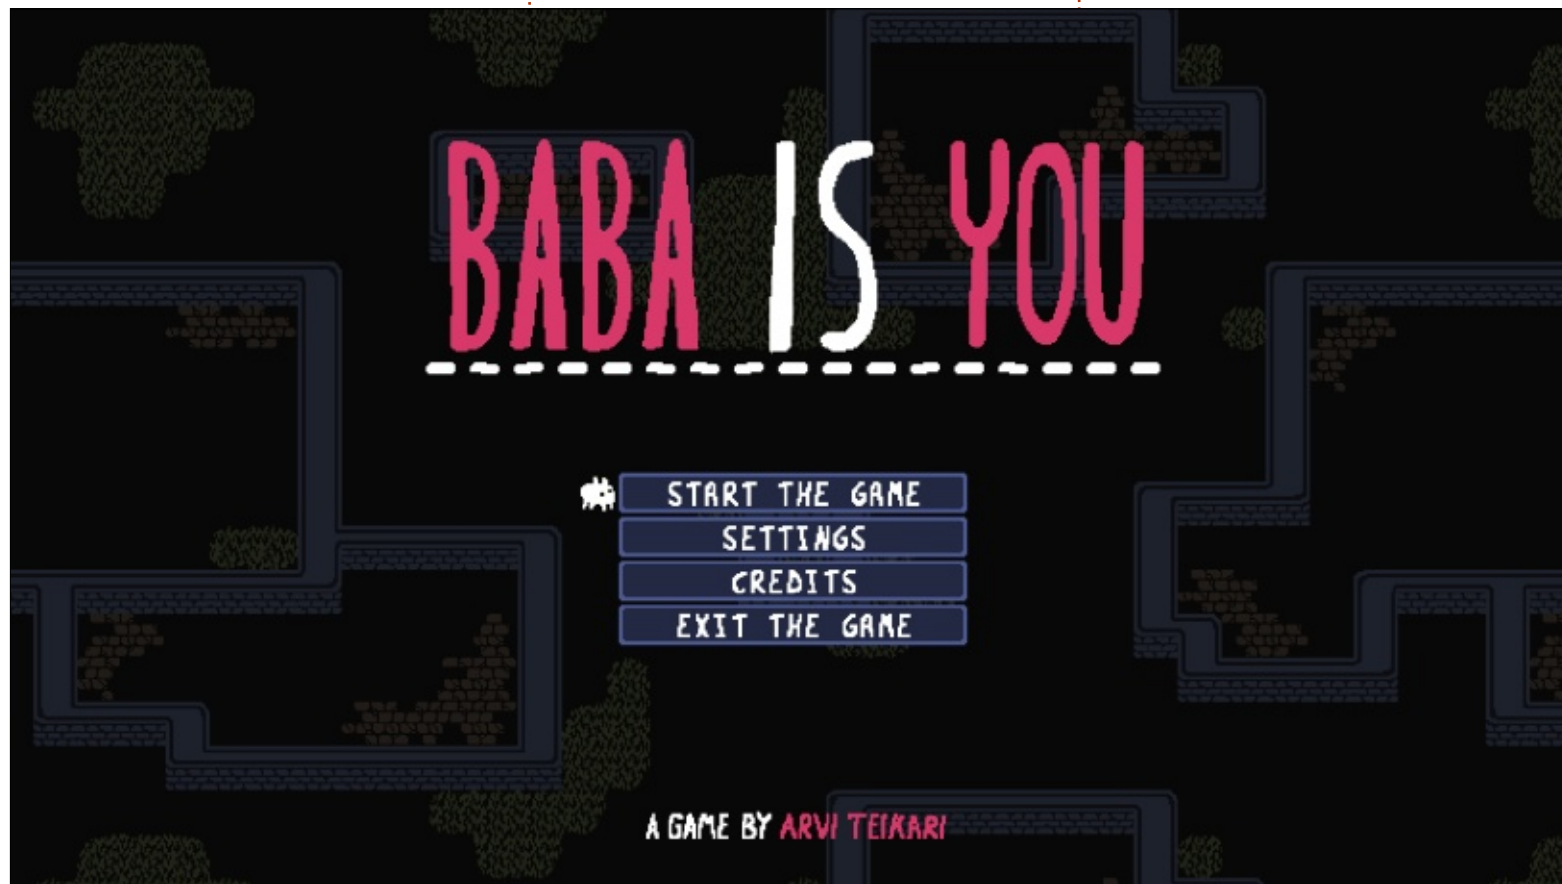 BABA IS YOU
START THE GAME
SETTINGS
CREDITS
EXIT THE GAME
A GAME BY ARVI TEIKARI